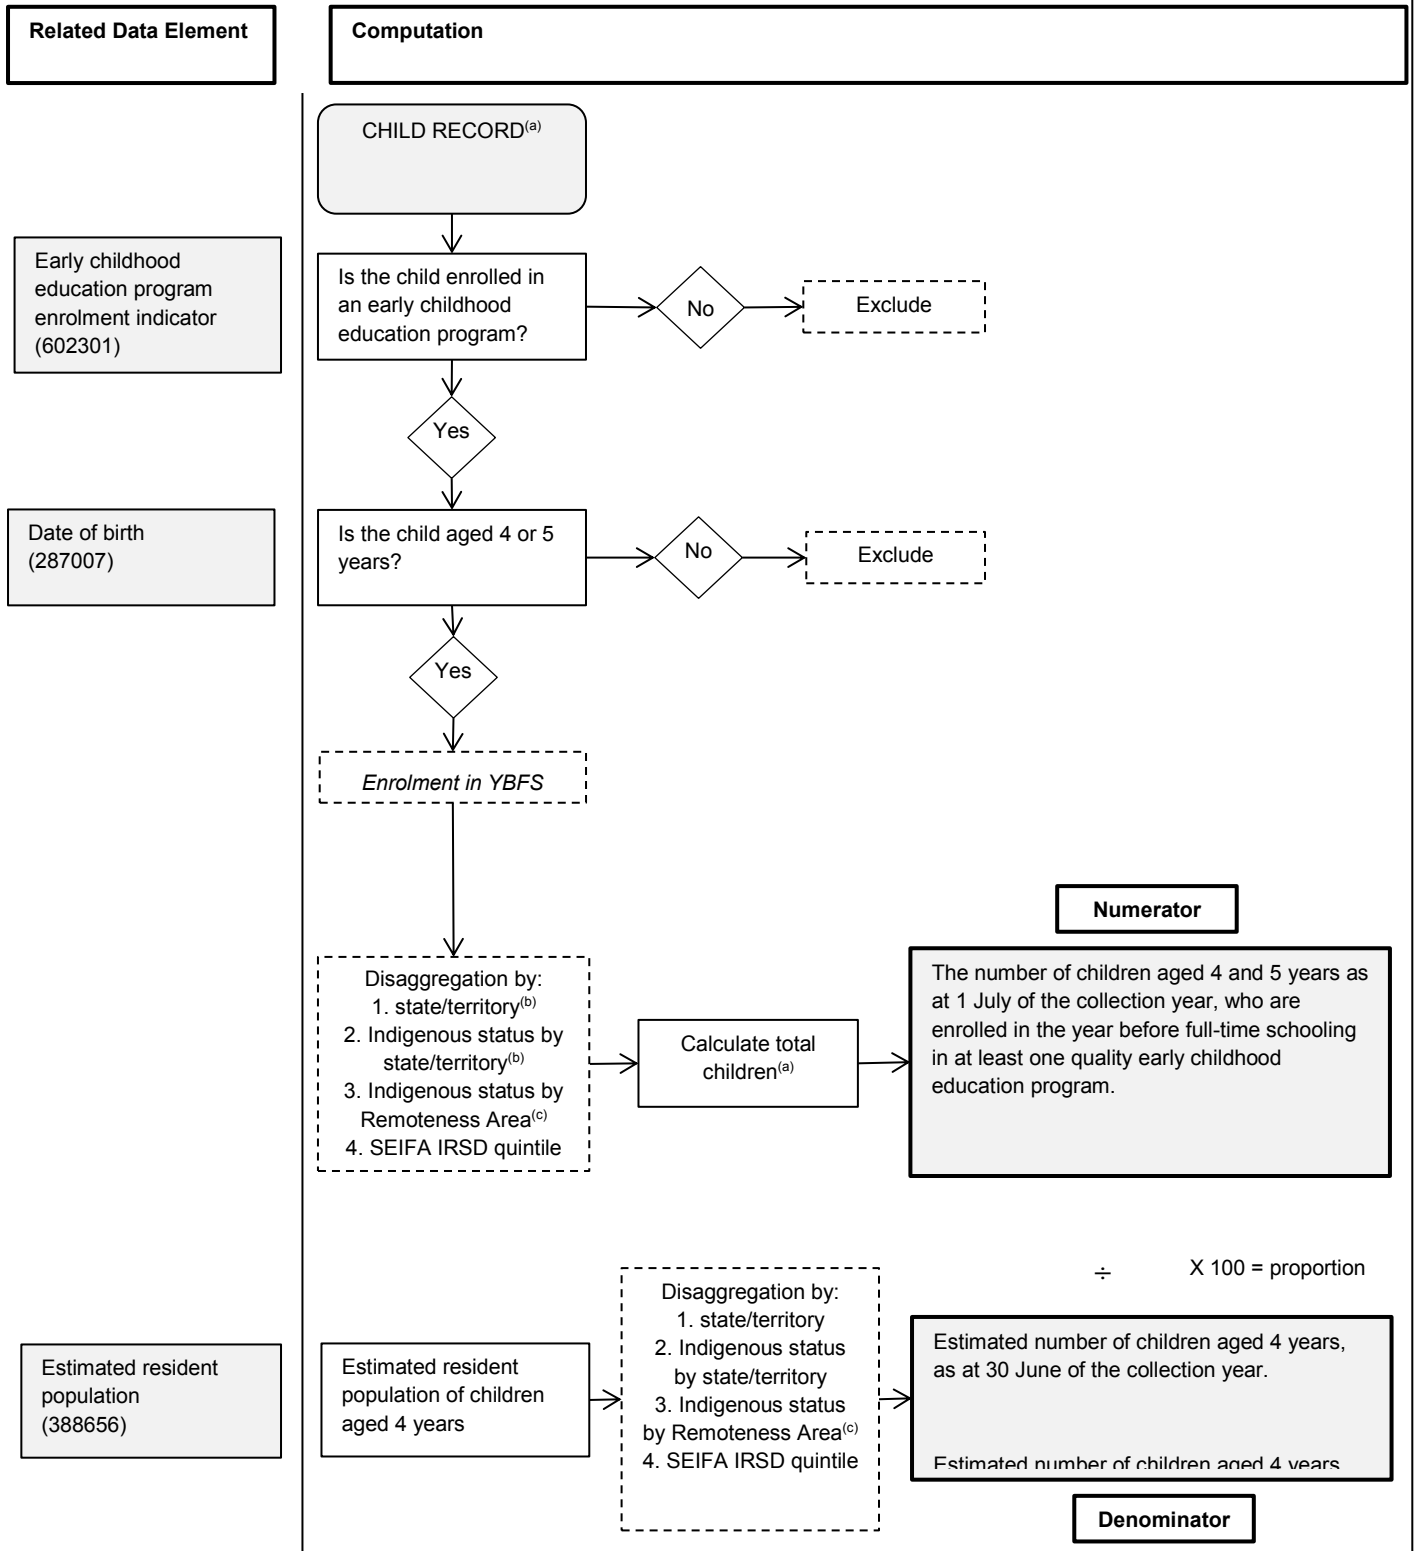 Related Data Element
Computation
CHILD RECORD(a)
Early childhood
education program
enrolment indicator
(602301)
Is the child enrolled in
an early childhood
education program?
No
Exclude
Yes
Date of birth
(287007)
Is the child aged 4 or 5
years?
No
Exclude
Yes
Enrolment in YBFS
Numerator
Disaggregation by:
1. state/territory(b)
2. Indigenous status by
state/territory(b)
3. Indigenous status by
Remoteness Area(c)
4. SEIFA IRSD quintile
Calculate total
children(a)
The number of children aged 4 and 5 years as
at 1 July of the collection year, who are
enrolled in the year before full-time schooling
in at least one quality early childhood
education program.
÷
X 100 = proportion
Estimated resident
population
(388656)
Estimated resident
population of children
aged 4 years
Disaggregation by:
1. state/territory
2. Indigenous status
by state/territory
3. Indigenous status
by Remoteness Area(c)
4. SEIFA IRSD quintile
Estimated number of children aged 4 years,
as at 30 June of the collection year.
Estimated number of children aged 4 years
Denominator